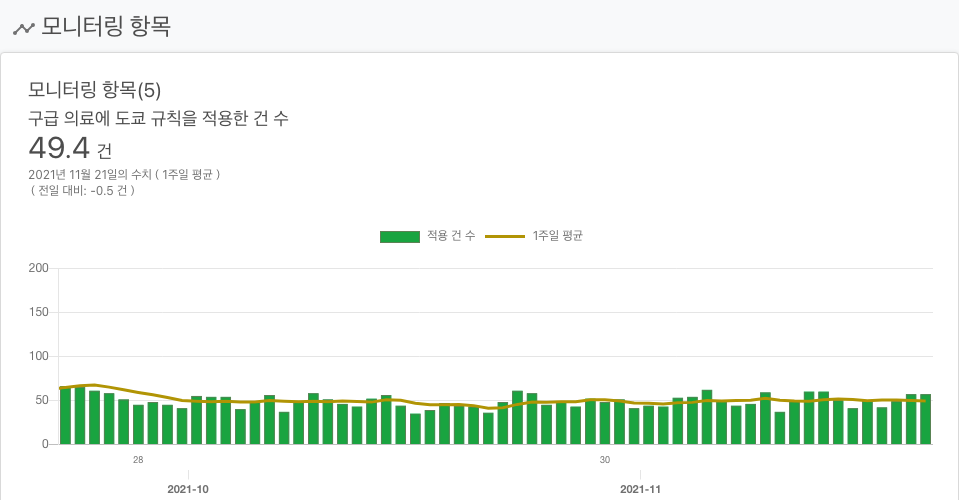 모니터링 항목
모니터링 항목(5)
구급 의료에 도쿄 규칙을 적용한 건 수
49.4 건
2021년 11월 21일의 수치 ( 1주일 평균 )
( 전일 대비: -0.5 건 )
적용 건 수 1주일 평균
200
150
100
50
0
28 30
2021-10 2021-11